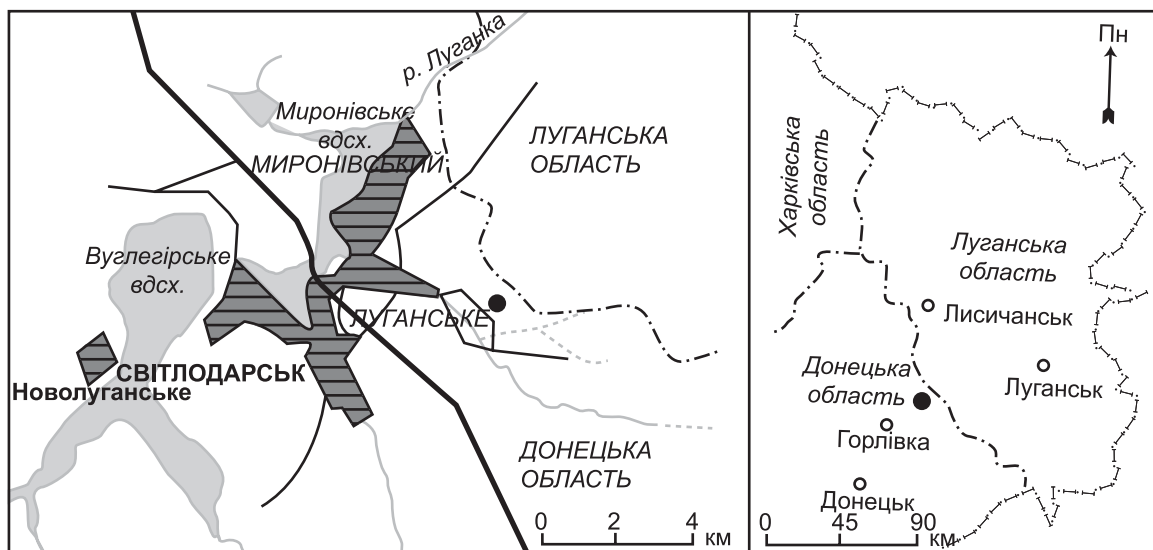 р. Луганка
Миронівське
вдсх.
МИРОНІВСЬКИЙ
ЛУГАНСЬКА
ОБЛАСТЬ
Вуглегірське
вдсх.
ЛУГАНСЬКЕ
СВІТЛОДАРСЬК
Новолуганське
ДОНЕЦЬКА
ОБЛАСТЬ
0 2 4
км
Пн
Харківська
область
Луганська
область
Лисичанськ
Донецька
область
Луганськ
Горлівка
Донецьк
0 45 90
км